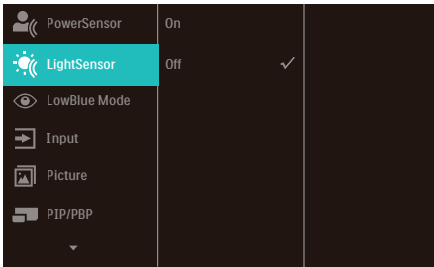 PowerSensor
On
LightSensor
Off
LowBlue Mode
Input
Picture
PIP/PBP